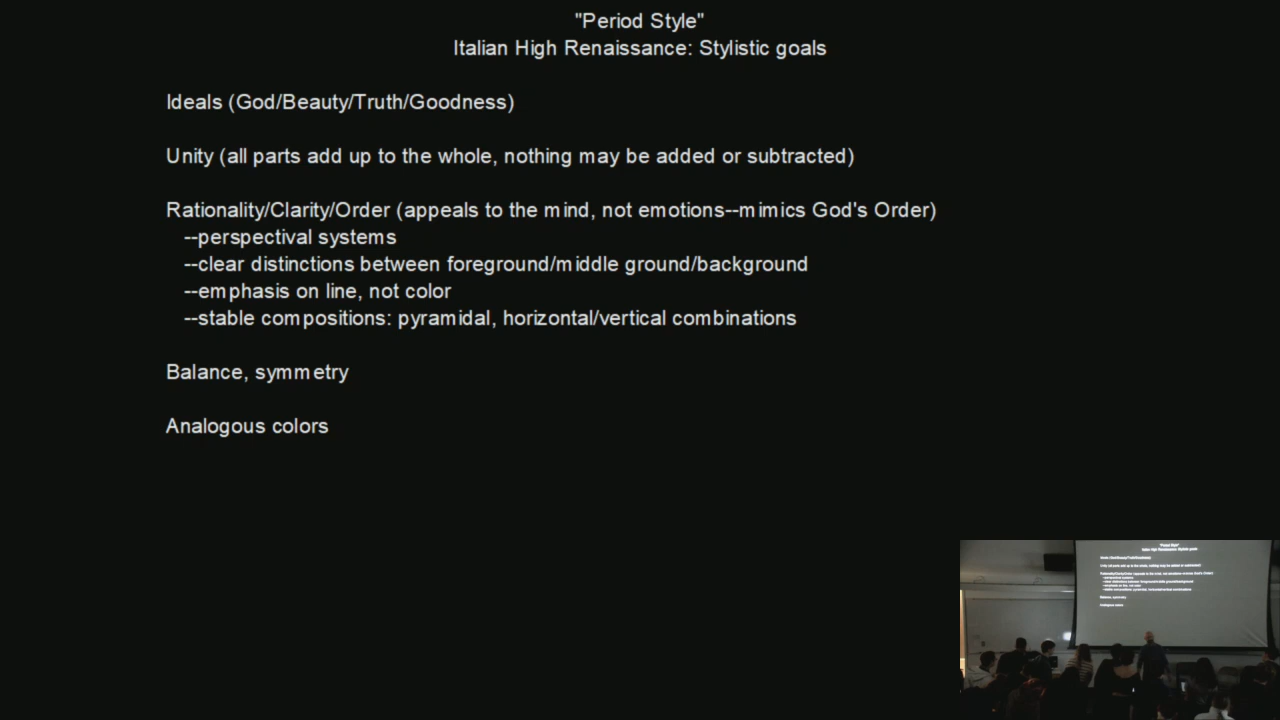 "Period Style"
Italian High Renaissance: Stylistic goals
Ideals (God/Beauty/Truth/Goodness)
Unity (all parts add up to the whole, nothing may be added or subtracted)
Rationality/Clarity/Order (appeals to the mind, not emotions--mimics God's Order)
--perspectival systems
--clear distinctions between foreground/middle ground/background
--emphasis on line, not color
--stable compositions: pyramidal, horizontal/vertical combinations
Balance, symmetry
Analogous colors